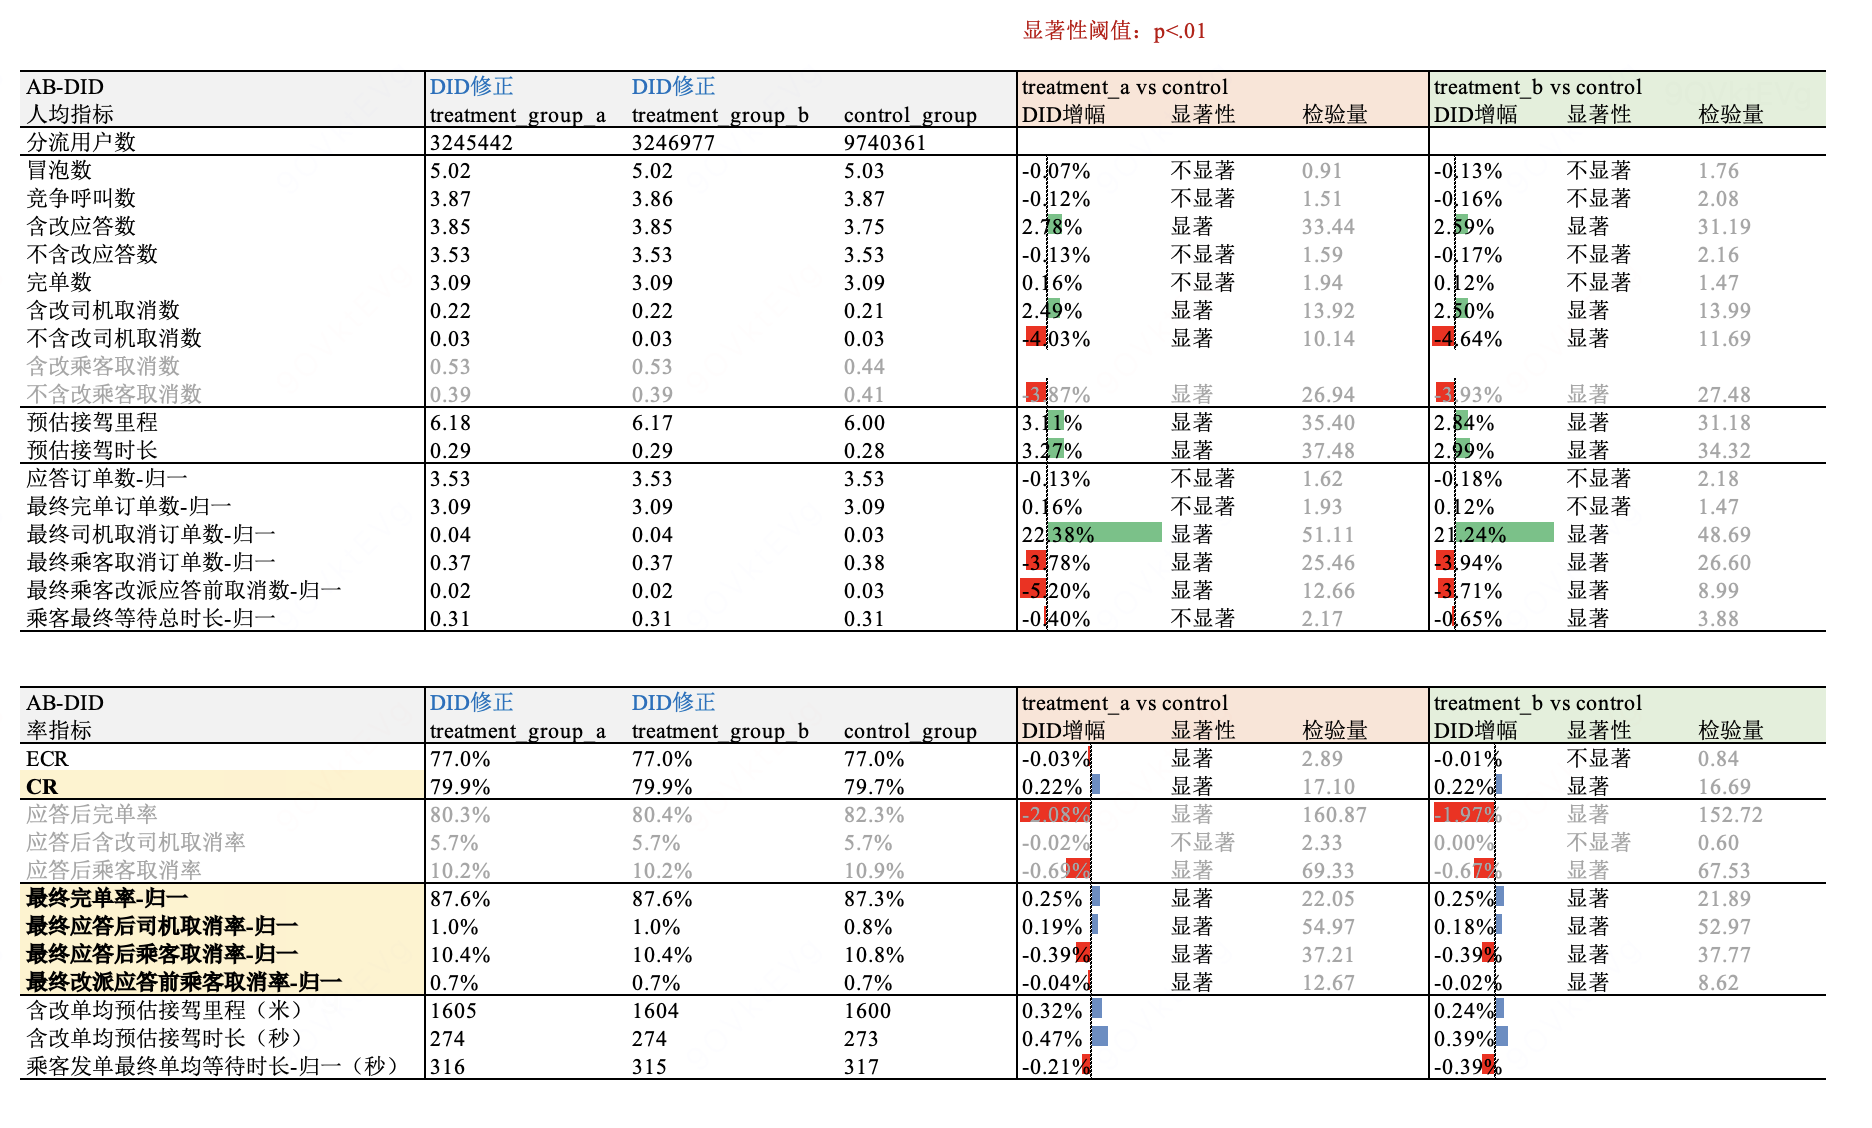 显著性阈值：p<.01
AB-DID DID修正 DID修正 treatment_a vs control treatment_b vs control
人均指标 treatment_group_a treatment_group_b control_group DID增幅 显著性 检验量 DID增幅 显著性 检验量
分流用户数 3245442 3246977 9740361
冒泡数 5.02 5.02 5.03 -0.07% 不显著 0.91 -0.13% 不显著 1.76
竞争呼叫数 3.87 3.86 3.87 -0.12% 不显著 1.51 -0.16% 不显著 2.08
含改应答数 3.85 3.85 3.75 2.78% 显著 33.44 2.59% 显著 31.19
不含改应答数 3.53 3.53 3.53 -0.13% 不显著 1.59 -0.17% 不显著 2.16
完单数 3.09 3.09 3.09 0.16% 不显著 1.94 0.12% 不显著 1.47
含改司机取消数 0.22 0.22 0.21 2.49% 显著 13.92 2.50% 显著 13.99
不含改司机取消数 0.03 0.03 0.03 -4.03% 显著 10.14 -4.64% 显著 11.69
含改乘客取消数 0.53 0.53 0.44
不含改乘客取消数 0.39 0.39 0.41 -3.87% 显著 26.94 -3.93% 显著 27.48
预估接驾里程 6.18 6.17 6.00 3.11% 显著 35.40 2.84% 显著 31.18
预估接驾时长 0.29 0.29 0.28 3.27% 显著 37.48 2.99% 显著 34.32
应答订单数-归一 3.53 3.53 3.53 -0.13% 不显著 1.62 -0.18% 不显著 2.18
最终完单订单数-归一 3.09 3.09 3.09 0.16% 不显著 1.93 0.12% 不显著 1.47
最终司机取消订单数-归一 0.04 0.04 0.03 22.38% 显著 51.11 21.24% 显著 48.69
最终乘客取消订单数-归一 0.37 0.37 0.38 -3.78% 显著 25.46 -3.94% 显著 26.60
最终乘客改派应答前取消数-归一 0.02 0.02 0.03 -5.20% 显著 12.66 -3.71% 显著 8.99
乘客最终等待总时长-归一 0.31 0.31 0.31 -0.40% 不显著 2.17 -0.65% 显著 3.88
AB-DID DID修正 DID修正 treatment_a vs control treatment_b vs control
率指标 treatment_group_a treatment_group_b control_group DID增幅 显著性 检验量 DID增幅 显著性 检验量
ECR 77.0% 77.0% 77.0% -0.03% 显著 2.89 -0.01% 不显著 0.84
CR 79.9% 79.9% 79.7% 0.22% 显著 17.10 0.22% 显著 16.69
应答后完单率 80.3% 80.4% 82.3% -2.08% 显著 160.87 -1.97% 显著 152.72
应答后含改司机取消率 5.7% 5.7% 5.7% -0.02% 不显著 2.33 0.00% 不显著 0.60
应答后乘客取消率 10.2% 10.2% 10.9% -0.69% 显著 69.33 -0.67% 显著 67.53
最终完单率-归一 87.6% 87.6% 87.3% 0.25% 显著 22.05 0.25% 显著 21.89
最终应答后司机取消率-归一 1.0% 1.0% 0.8% 0.19% 显著 54.97 0.18% 显著 52.97
最终应答后乘客取消率-归一 10.4% 10.4% 10.8% -0.39% 显著 37.21 -0.39% 显著 37.77
最终改派应答前乘客取消率-归一 0.7% 0.7% 0.7% -0.04% 显著 12.67 -0.02% 显著 8.62
含改单均预估接驾里程（米） 1605 1604 1600 0.32% 0.24%
含改单均预估接驾时长（秒） 274 274 273 0.47% 0.39%
乘客发单最终单均等待时长-归一（秒） 316 315 317 -0.21% -0.39%